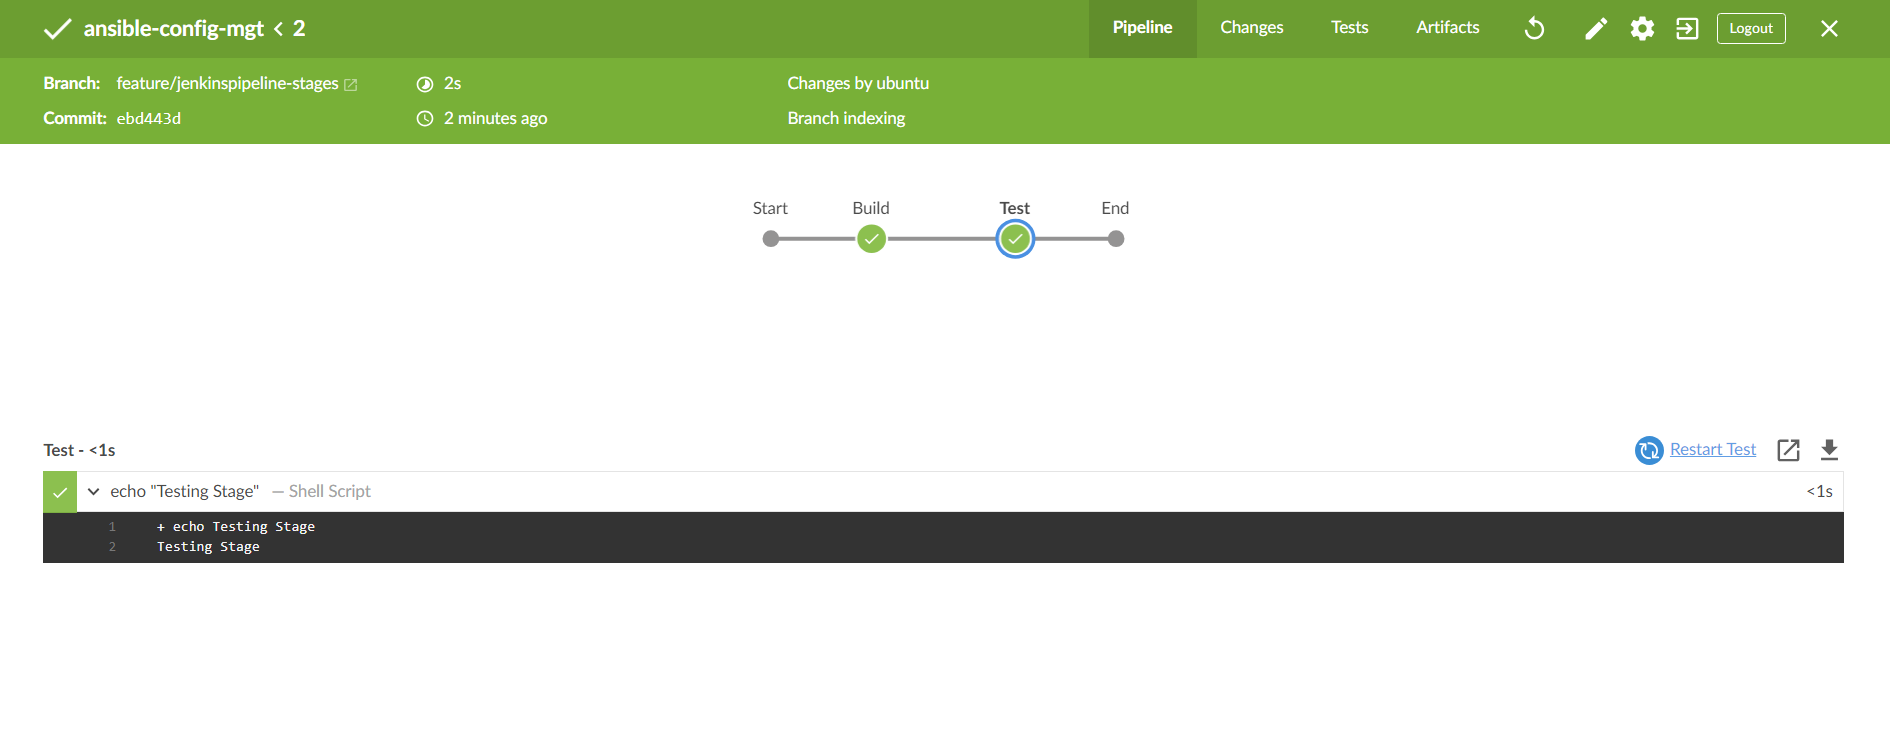 ansible-config-mgt < 2
Pipeline Changes Tests Artifacts Logout
Branch: feature/jenkinspipeline-stages 2s Changes by ubuntu
Commit: ebd443d 2 minutes ago Branch indexing
Start Build Test End
Test - <1s Restart Test
echo "Testing Stage" — Shell Script <1s
1 + echo Testing Stage
2 Testing Stage